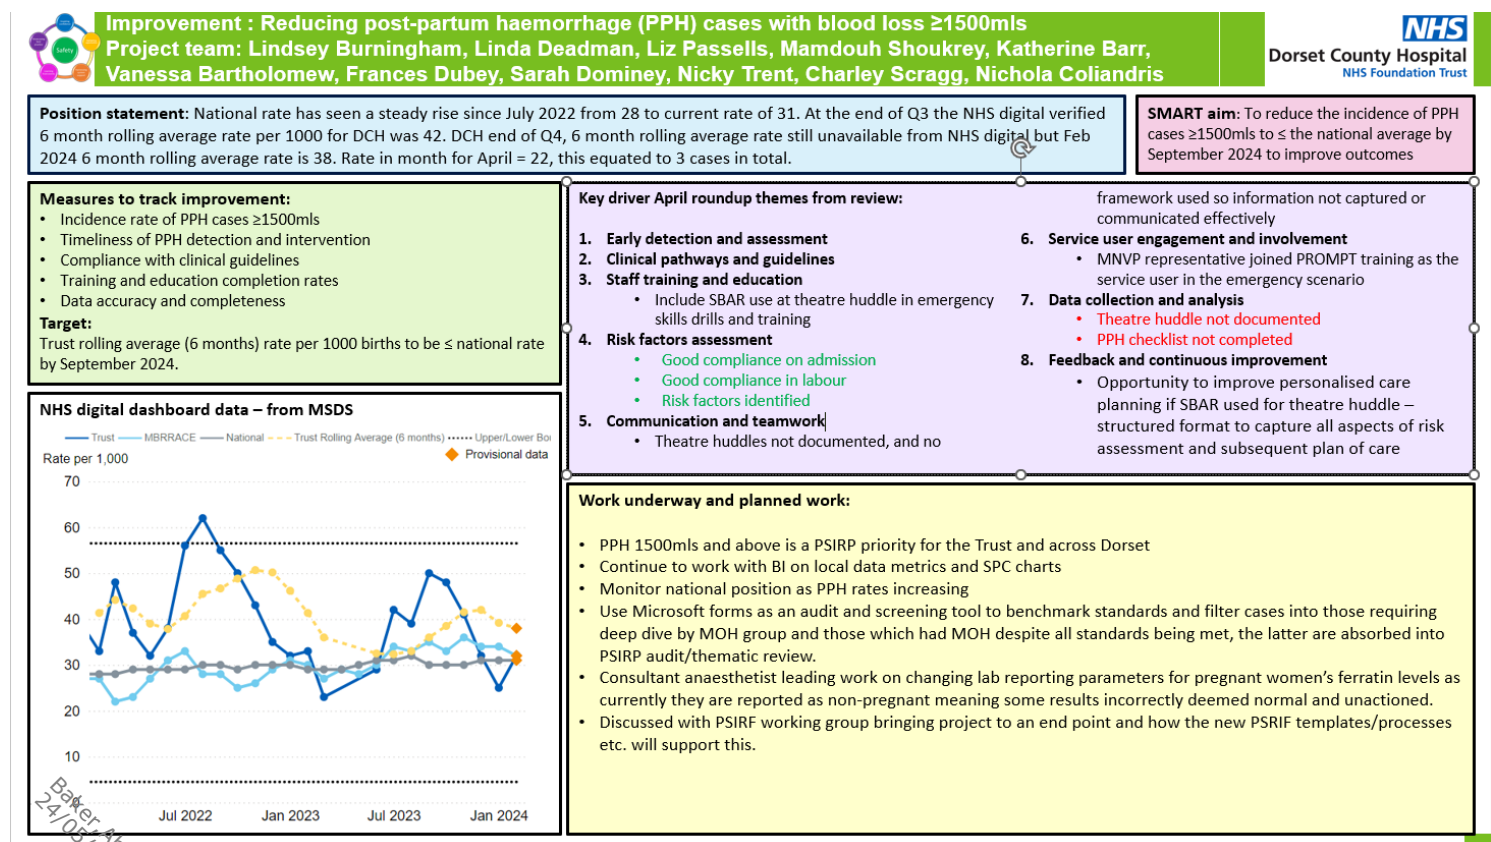 Improvement : Reducing post-partum haemorrhage (PPH) cases with blood loss ≥1500mls
Project team: Lindsey Burningham, Linda Deadman, Liz Passells, Mamdouh Shoukrey, Katherine Barr,
Vanessa Bartholomew, Frances Dubey, Sarah Dominey, Nicky Trent, Charley Scragg, Nichola Coliandris
Safety
NHS
Dorset County Hospital
NHS Foundation Trust
Position statement: National rate has seen a steady rise since July 2022 from 28 to current rate of 31. At the end of Q3 the NHS digital verified
6 month rolling average rate per 1000 for DCH was 42. DCH end of Q4, 6 month rolling average rate still unavailable from NHS digital but Feb
2024 6 month rolling average rate is 38. Rate in month for April = 22, this equated to 3 cases in total.
SMART aim: To reduce the incidence of PPH
cases ≥1500mls to ≤ the national average by
September 2024 to improve outcomes
Measures to track improvement:
• Incidence rate of PPH cases ≥1500mls
• Timeliness of PPH detection and intervention
• Compliance with clinical guidelines
• Training and education completion rates
• Data accuracy and completeness
Target:
Trust rolling average (6 months) rate per 1000 births to be ≤ national rate
by September 2024.
Key driver April roundup themes from review:
1. Early detection and assessment
2. Clinical pathways and guidelines
3. Staff training and education
• Include SBAR use at theatre huddle in emergency
skills drills and training
4. Risk factors assessment
• Good compliance on admission
• Good compliance in labour
• Risk factors identified
5. Communication and teamwork
• Theatre huddles not documented, and no
framework used so information not captured or
communicated effectively
6. Service user engagement and involvement
• MNVP representative joined PROMPT training as the
service user in the emergency scenario
7. Data collection and analysis
• Theatre huddle not documented
• PPH checklist not completed
8. Feedback and continuous improvement
• Opportunity to improve personalised care
planning if SBAR used for theatre huddle –
structured format to capture all aspects of risk
assessment and subsequent plan of care
NHS digital dashboard data – from MSDS
Trust MBRRACE National Trust Rolling Average (6 months) Upper/Lower Bou
Rate per 1,000
Provisional data
70
60
50
40
30
20
10
0
Jul 2022 Jan 2023 Jul 2023 Jan 2024
Baker Ab
24/05/
Work underway and planned work:
• PPH 1500mls and above is a PSIRP priority for the Trust and across Dorset
• Continue to work with BI on local data metrics and SPC charts
• Monitor national position as PPH rates increasing
• Use Microsoft forms as an audit and screening tool to benchmark standards and filter cases into those requiring
deep dive by MOH group and those which had MOH despite all standards being met, the latter are absorbed into
PSIRP audit/thematic review.
• Consultant anaesthetist leading work on changing lab reporting parameters for pregnant women's ferratin levels as
currently they are reported as non-pregnant meaning some results incorrectly deemed normal and unactioned.
• Discussed with PSIRF working group bringing project to an end point and how the new PSRIF templates/processes
etc. will support this.